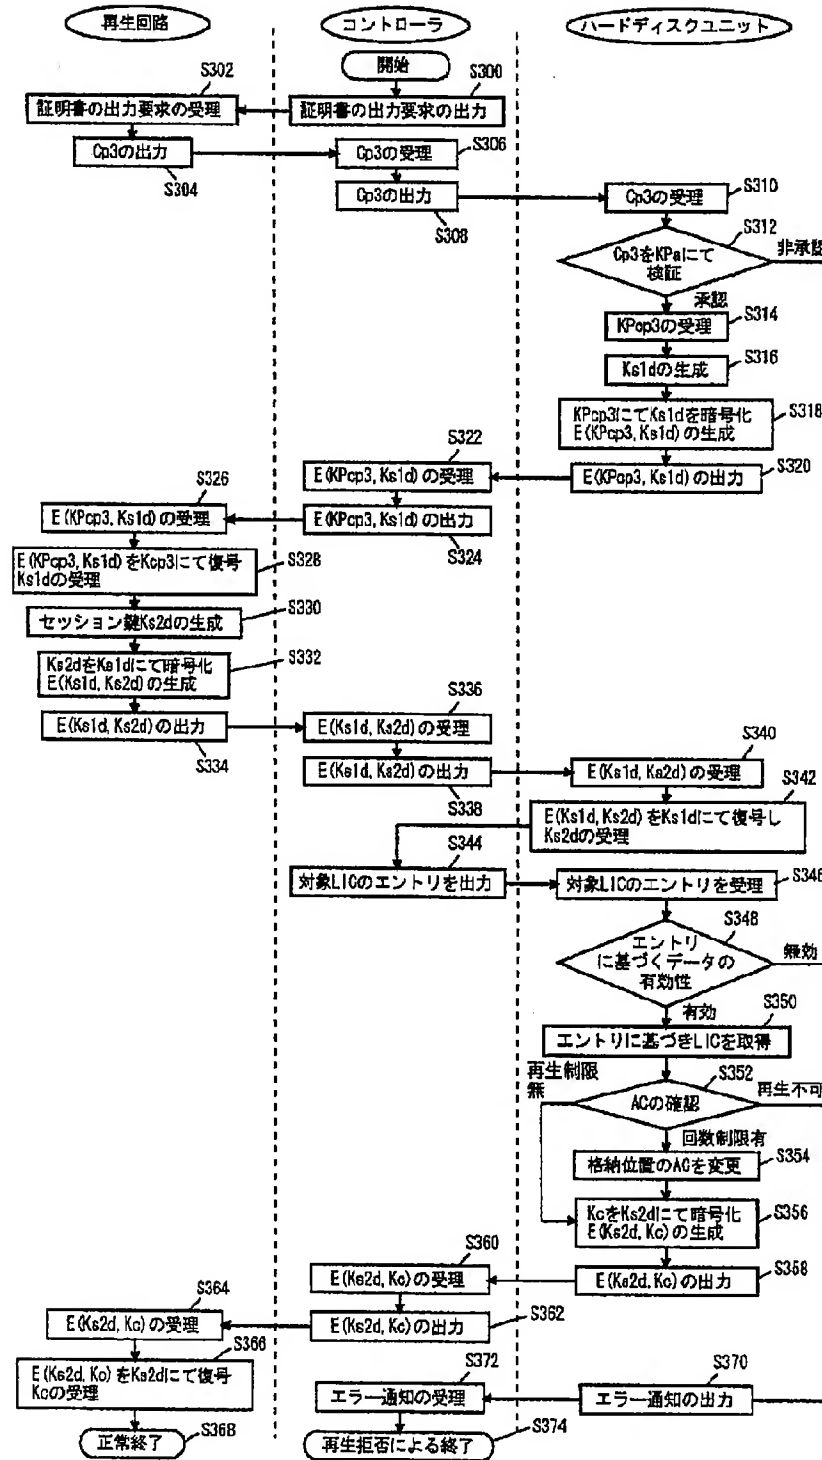 再生回路
コントローラ
ハードディスクユニット
開始
S302
S300
証明書の出力要求の受理
証明書の出力要求の出力
Cp3の出力
S304
Cp3の受理
S306
Cp3の出力
S308
Cp3の受理
S310
S312
Cp3をKPaにて
検証
非承認
承認
KPcp3の受理
S314
Ks1dの生成
S316
KPcp3にてKs1dを暗号化
E(KPcp3, Ks1d)の生成
S318
S322
E(KPcp3, Ks1d)の受理
E(KPcp3, Ks1d)の出力
S320
S326
E(KPcp3, Ks1d)の受理
E(KPcp3, Ks1d)の出力
S324
E(KPcp3, Ks1d)をKcp3にて復号
Ks1dの受理
S328
セッション鍵Ks2dの生成
S330
Ks2dをKs1dにて暗号化
E(Ks1d, Ks2d)の生成
S332
E(Ks1d, Ks2d)の出力
S334
S336
E(Ks1d, Ks2d)の受理
E(Ks1d, Ks2d)の出力
S338
S340
E(Ks1d, Ks2d)の受理
S342
E(Ks1d, Ks2d)をKs1dにて復号し
Ks2dの受理
S344
対象LICのエントリを出力
対象LICのエントリを受理
S346
S348
エントリ
に基づくデータの
有効性
無効
有効
S350
エントリに基づきLICを取得
再生制限
無
S352
ACの確認
再生不可
回数制限有
格納位置のACを変更
S354
KcをKs2dにて暗号化
E(Ks2d, Kc)の生成
S356
S360
E(Ks2d, Kc)の受理
E(Ks2d, Kc)の出力
S358
S364
E(Ks2d, Kc)の受理
E(Ks2d, Kc)の出力
S362
S366
E(Ks2d, Kc)をKs2dにて復号
Kcの受理
S372
エラー通知の受理
S370
エラー通知の出力
正常終了
S368
再生拒否による終了
S374